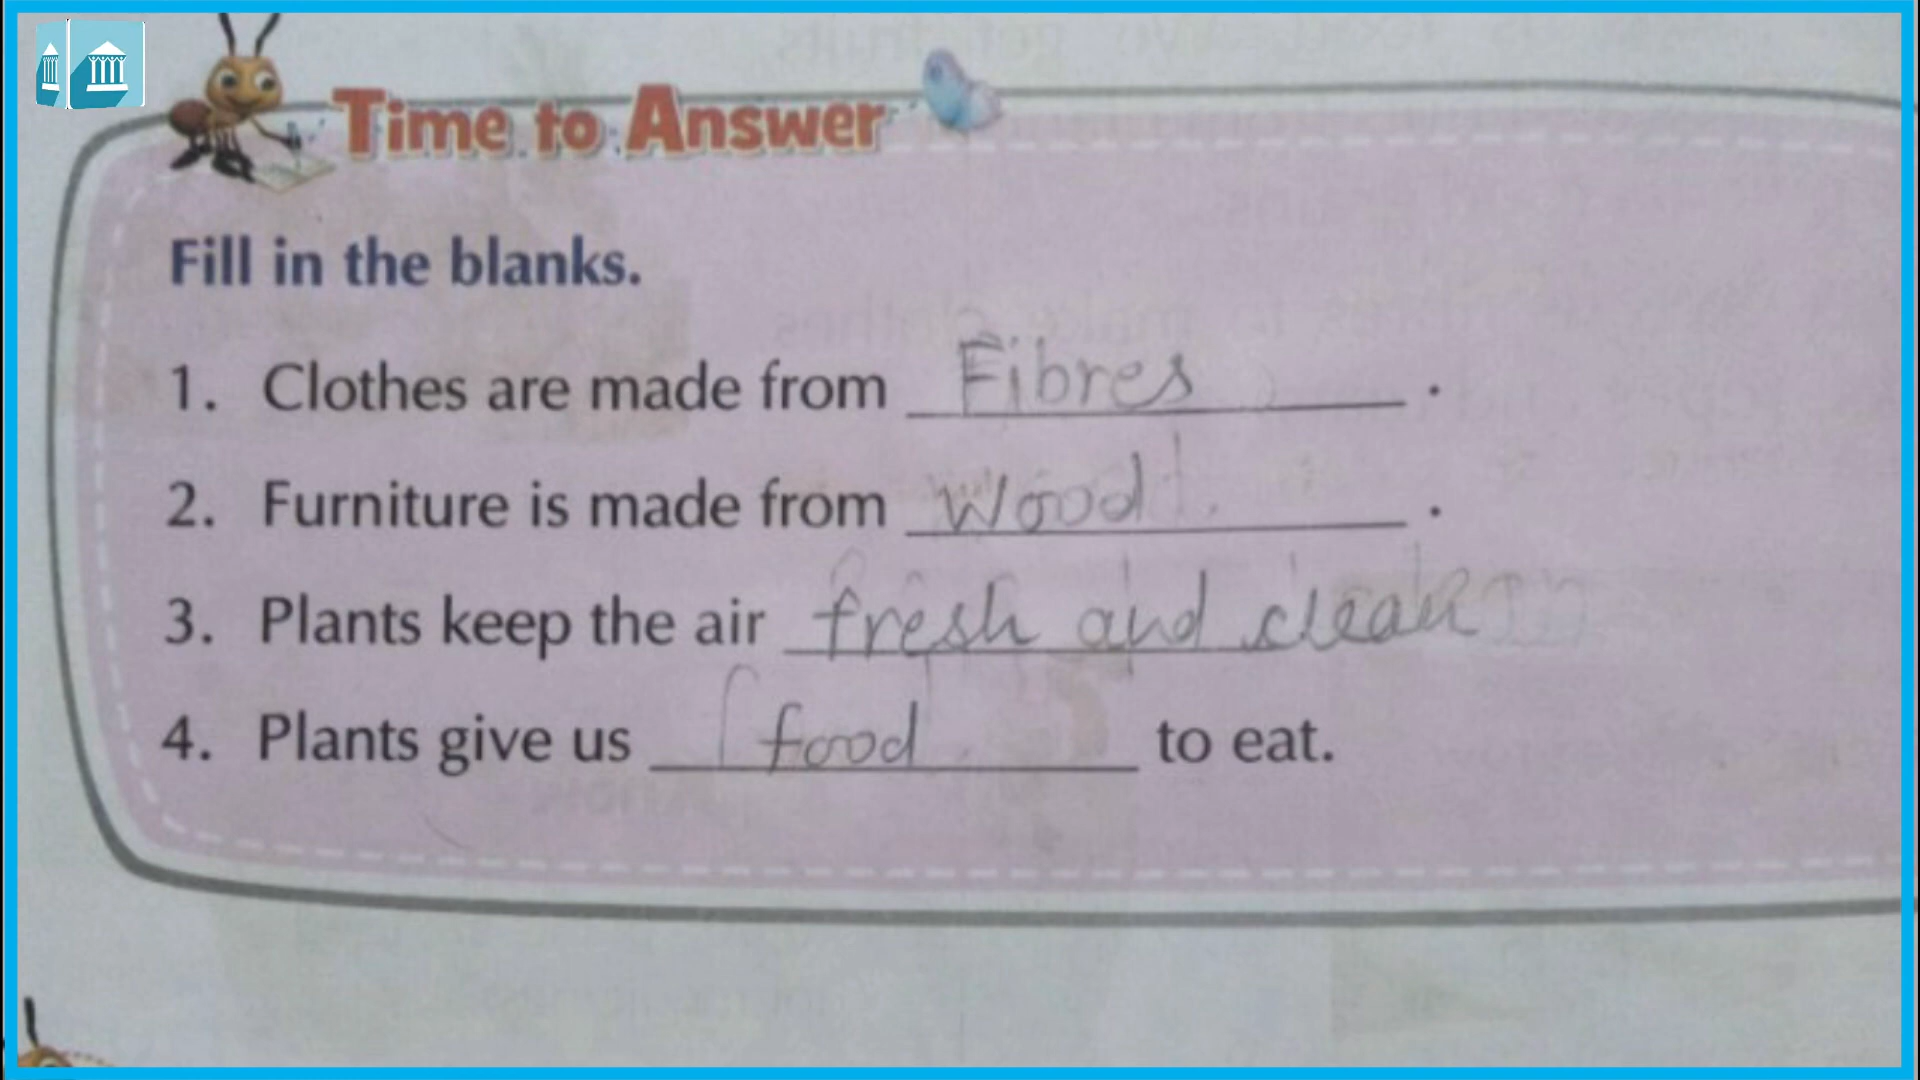 Time to Answer
Fill in the blanks.
1. Clothes are made from Fibres .
2. Furniture is made from Wood .
3. Plants keep the air fresh and clean
4. Plants give us food to eat.